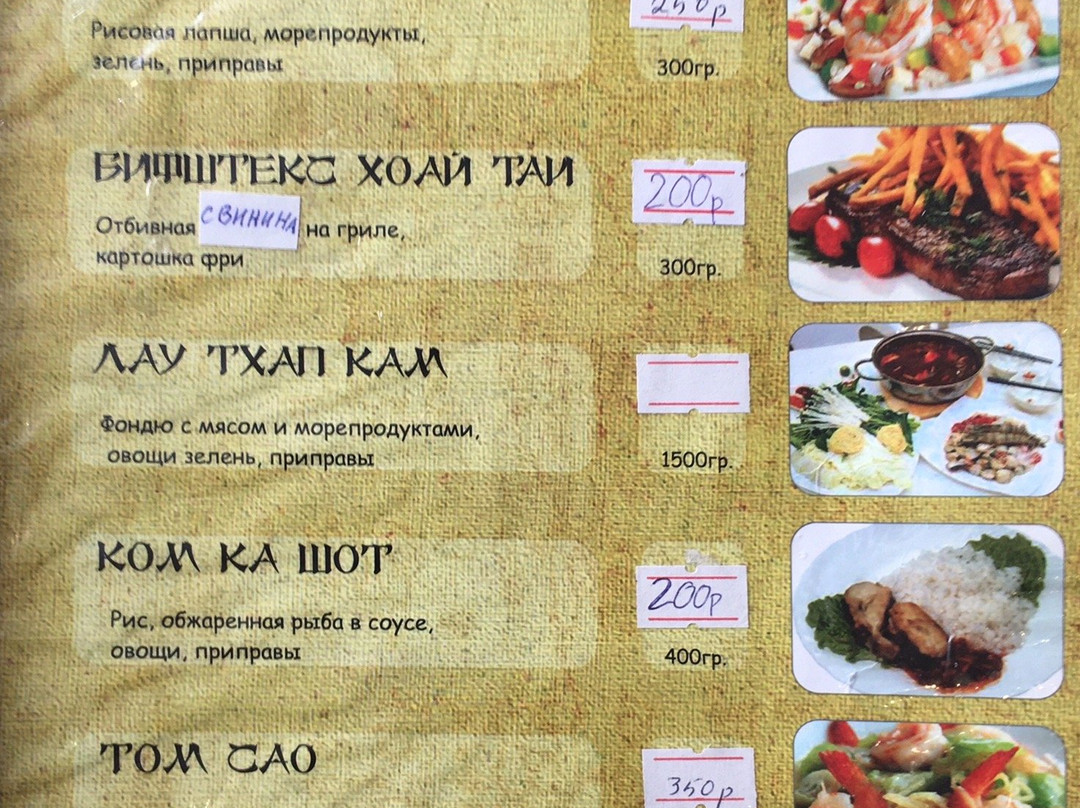 250р
Рисовая лапша, морепродукты,
зелень, приправы
300гр.
БИФШТЕКС ХОАЙ ТАИ
200р
Отбивная СВИНИНА на гриле,
картошка фри
300гр.
ЛАУ ТХАП КАМ
Фондю с мясом и морепродуктами,
овощи зелень, приправы
1500гр.
КОМ КА ШОТ
200р
Рис, обжаренная рыба в соусе,
овощи, приправы
400гр.
ТОМ САО
350р